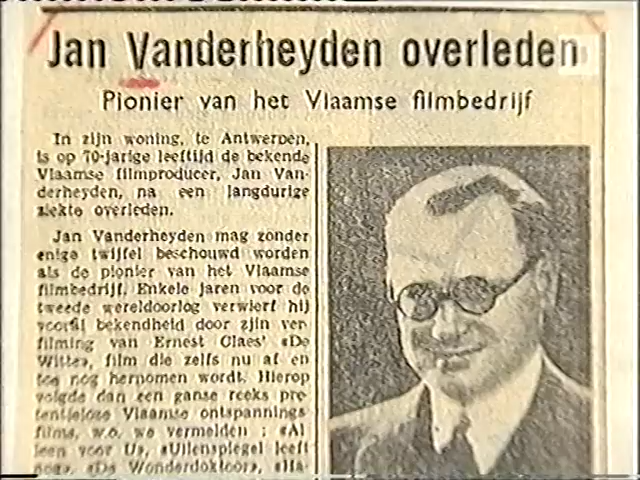 Jan Vanderheyden overleden
Pionier van het Vlaamse filmbedrijf
In zijn woning, te Antwerpen,
is op 70-jarige leeftijd de bekende
Vlaamse filmproducer, Jan Van-
derheyden, na een langdurige
ziekte overleden.
Jan Vanderheyden mag zonder
enige twijfel beschouwd worden
als de pionier van het Vlaamse
filmbedrijf. Enkele jaren voor de
tweede wereldoorlog verwierf hij
vooral bekendheid door zijn ver
filming van Ernest Claes' «De
Witte», film die zelfs nu af en
toe nog hernomen wordt. Hierop
volgde dan een ganse reeks pre
tentieloze Vlaamse ontspannings
films, w.o. we vermelden : «Al
leen voor U», «Uilenspiegel leeft
nog», «De Wonderdoktoor», «Ja-